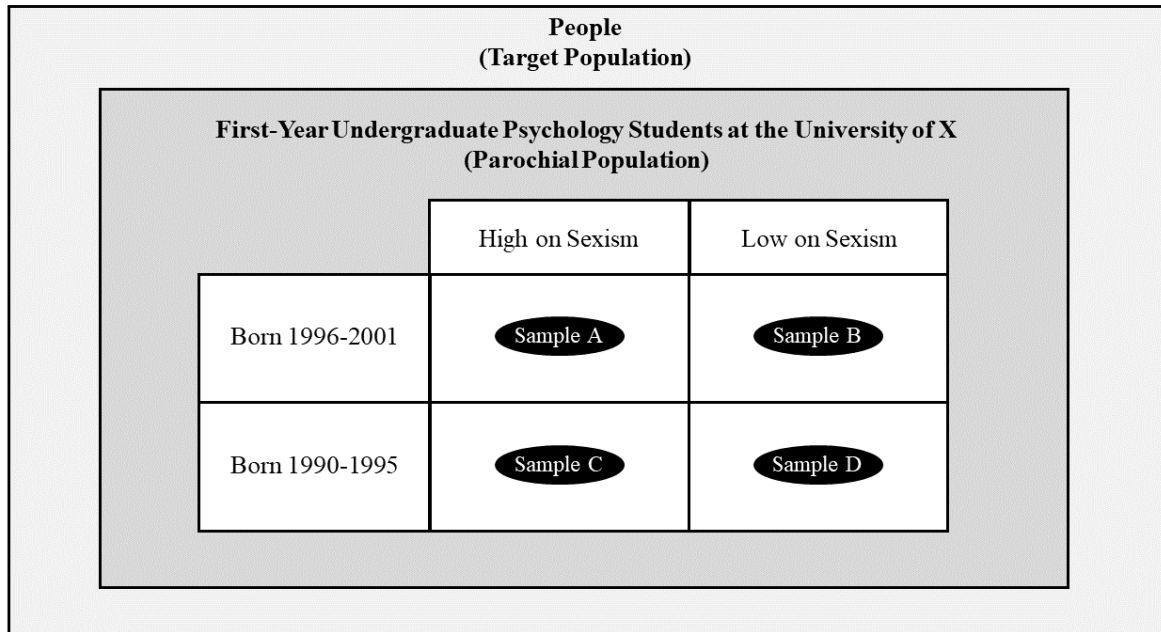 People
(Target Population)
First-Year Undergraduate Psychology Students at the University of X
(Parochial Population)
High on Sexism
Low on Sexism
Born 1996-2001
Sample A
Sample B
Born 1990-1995
Sample C
Sample D